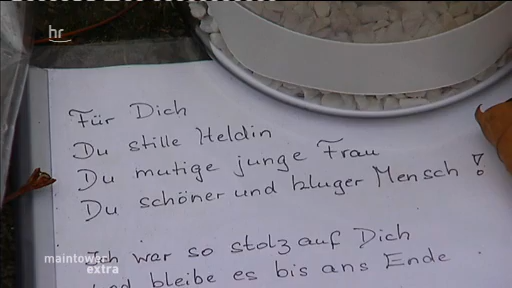 hr
Für Dich
Du stille Heldin
Du mutige junge Frau
Du schöner und kluger Mensch !
Ich war so stolz auf Dich
und bleibe es bis ans Ende
maintower
extra